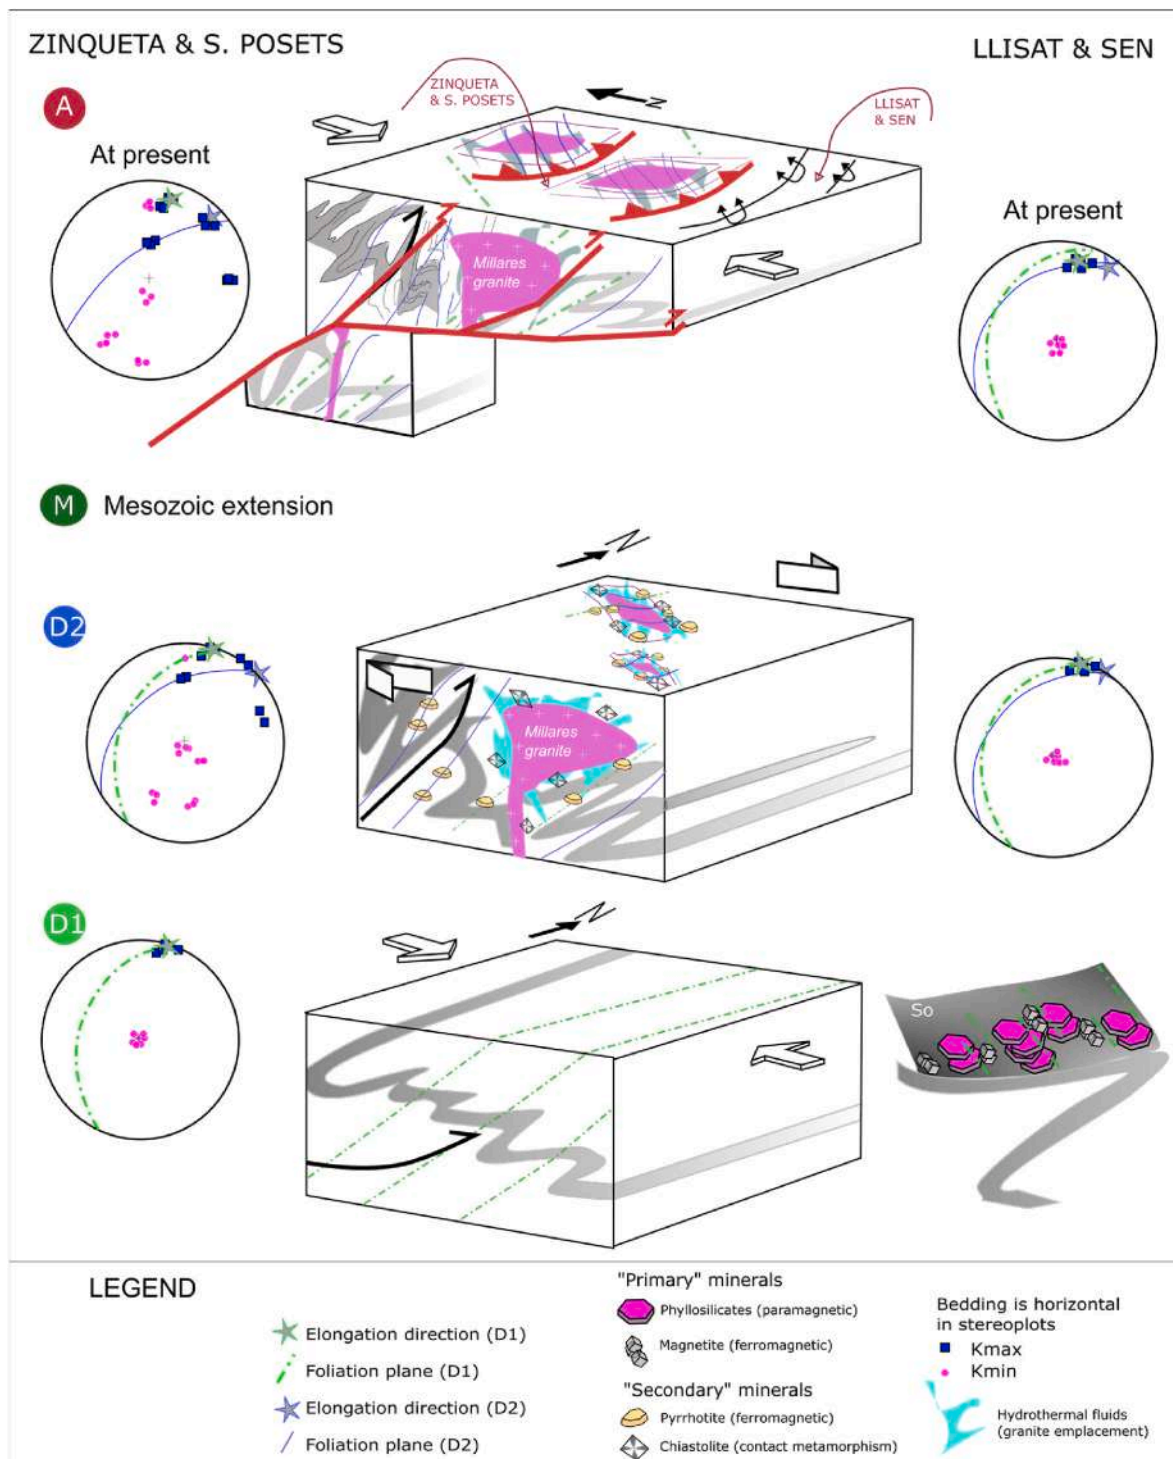 ZINQUETA & S. POSETS
LLISAT & SEN
A
At present
ZINQUETA
& S. POSETS
N
LLISAT
& SEN
Millares
granite
At present
M Mesozoic extension
D2
N
Millares
granite
D1
N
So
LEGEND
Elongation direction (D1)
Foliation plane (D1)
Elongation direction (D2)
Foliation plane (D2)
"Primary" minerals
Phyllosilicates (paramagnetic)
Magnetite (ferromagnetic)
"Secondary" minerals
Pyrrhotite (ferromagnetic)
Chiastolite (contact metamorphism)
Bedding is horizontal
in stereoplots
Kmax
Kmin
Hydrothermal fluids
(granite emplacement)